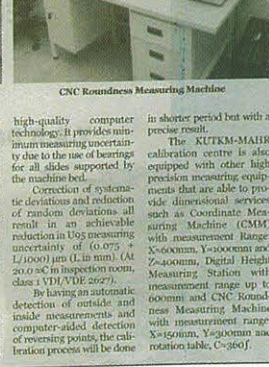 CNC Roundness Measuring Machine
high-quality computer
technology. It provides min-
imum measuring uncertain-
ty due to the use of bearings
for all slides supported by
the machine bed.
Correction of systema-
tic deviations and reduction
of random deviations all
result in an achievable
reduction in U95 measuring
uncertainty of (0.075 +
L/1000) µm (L in mm). (At
20.0 °C in inspection room,
class 1 VDI/VDE 2627).
By having an automatic
detection of outside and
inside measurements and
computer-aided detection
of reversing points, the cali-
bration process will be done
in shorter period but with a
precise result.
The KUTKM-MAHR
calibration centre is also
equipped with other high
precision measuring equip-
ments that are able to pro-
vide dimensional services
such as Coordinate Mea-
suring Machine (CMM)
with measurement Range
X=600mm, Y=1000mm and
Z=400mm, Digital Height
Measuring Station with
measurement range up to
600mm and CNC Round-
ness Measuring Machine
with measurement range
X=150mm, Y=300mm and
rotation table, C=360